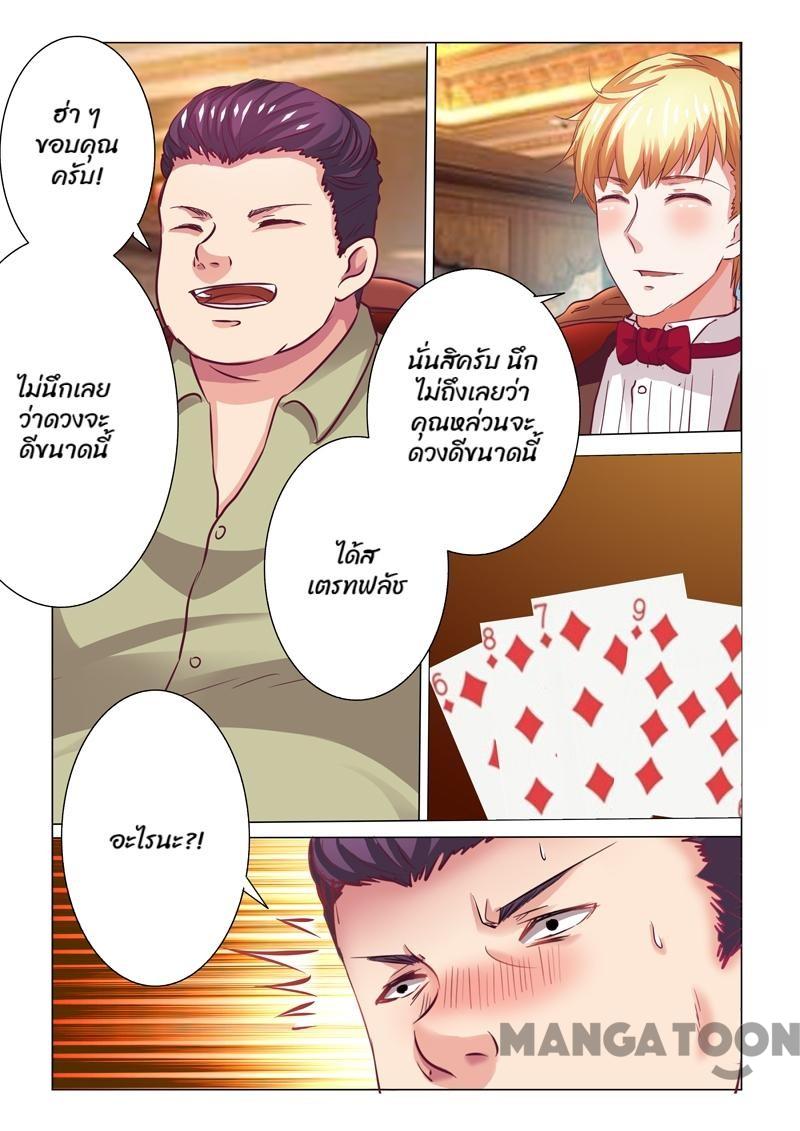 ฮ่า ๆ
ขอบคุณ
ครับ!
ไม่นึกเลย
ว่าดวงจะ
ดีขนาดนี้
นั่นสิครับ นึก
ไม่ถึงเลยว่า
คุณหล่วนจะ
ดวงดีขนาดนี้
ได้ส
เตรทฟลัช
6
8
7
9
อะไรนะ?!
MANGATOON